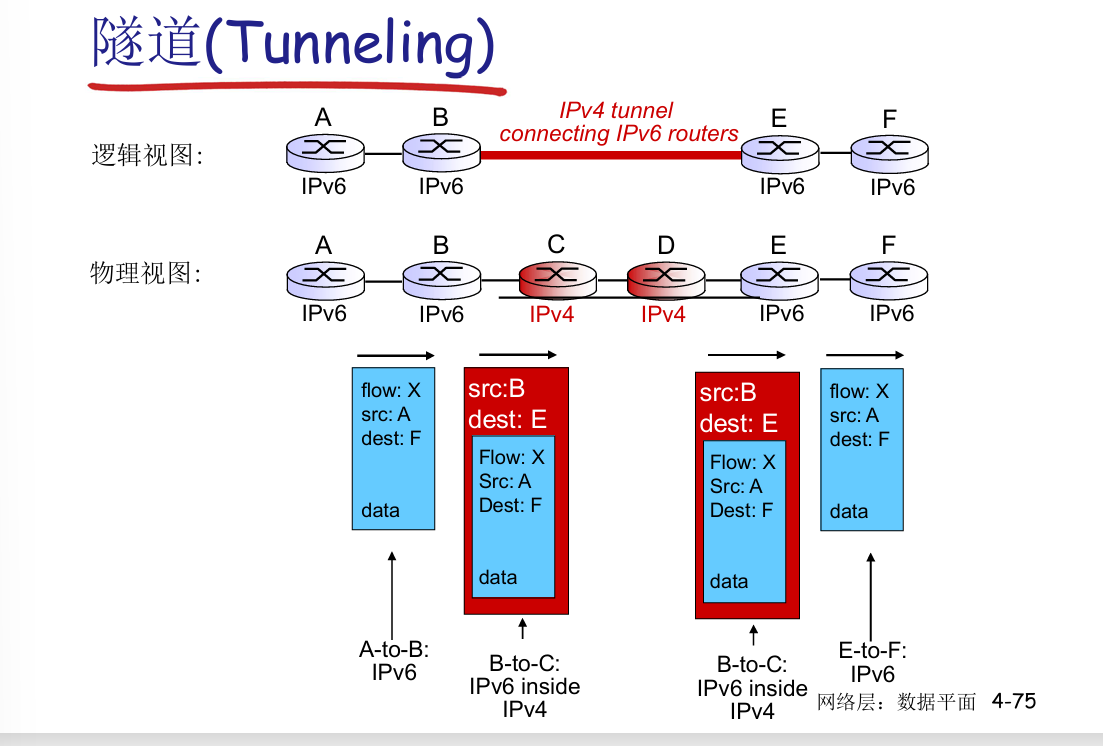 隧道(Tunneling)
IPv4 tunnel
connecting IPv6 routers
逻辑视图:
A
B
E
F
IPv6
IPv6
IPv6
IPv6
物理视图:
A
B
C
D
E
F
IPv6
IPv6
IPv4
IPv4
IPv6
IPv6
flow: X
src: A
dest: F
data
src:B
dest: E
Flow: X
Src: A
Dest: F
data
src:B
dest: E
Flow: X
Src: A
Dest: F
data
flow: X
src: A
dest: F
data
A-to-B:
IPv6
B-to-C:
IPv6 inside
IPv4
B-to-C:
IPv6 inside
IPv4
E-to-F:
IPv6
网络层：数据平面 4-75